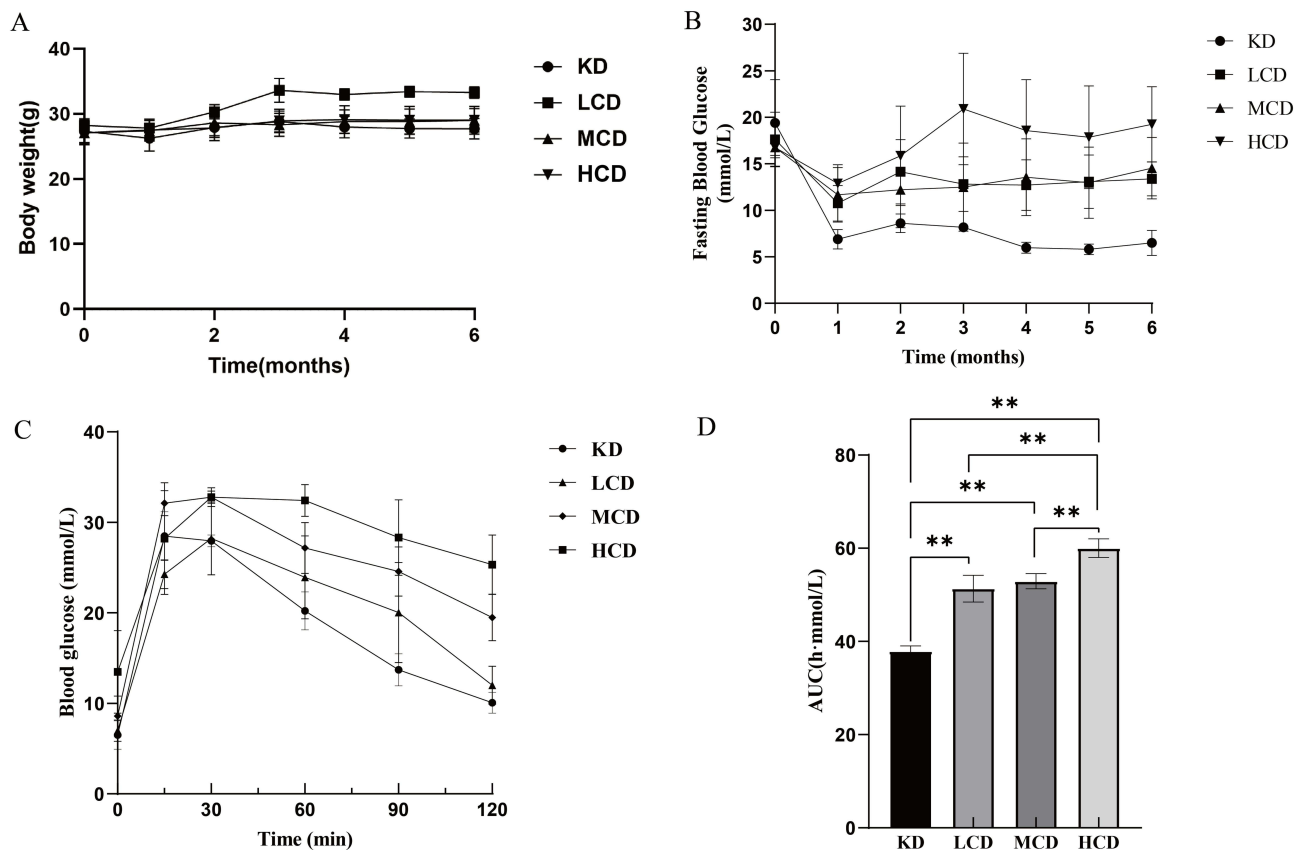 A
40
30
20
10
0
Body weight(g)
0 2 4 6
Time(months)
KD
LCD
MCD
HCD
B
30
25
20
15
10
5
0
Fasting Blood Glucose
(mmol/L)
0 1 2 3 4 5 6
Time (months)
KD
LCD
MCD
HCD
C
40
30
20
10
0
Blood glucose (mmol/L)
0 30 60 90 120
Time (min)
KD
LCD
MCD
HCD
D
**
**
**
**
**
80
60
40
20
0
AUC(h·mmol/L)
KD LCD MCD HCD